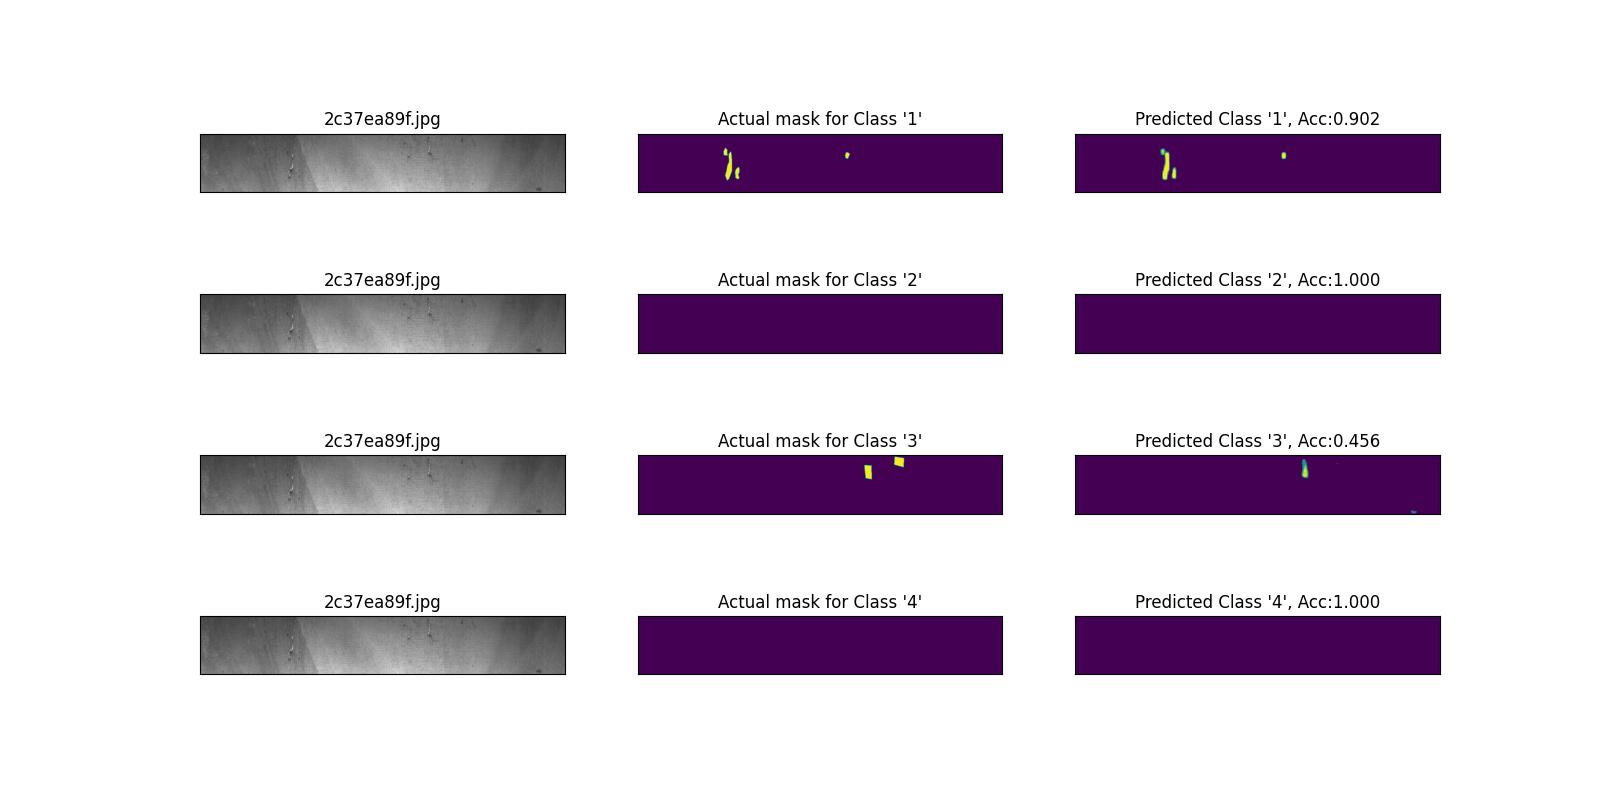 2c37ea89f.jpg
Actual mask for Class '1'
Predicted Class '1', Acc:0.902
2c37ea89f.jpg
Actual mask for Class '2'
Predicted Class '2', Acc:1.000
2c37ea89f.jpg
Actual mask for Class '3'
Predicted Class '3', Acc:0.456
2c37ea89f.jpg
Actual mask for Class '4'
Predicted Class '4', Acc:1.000